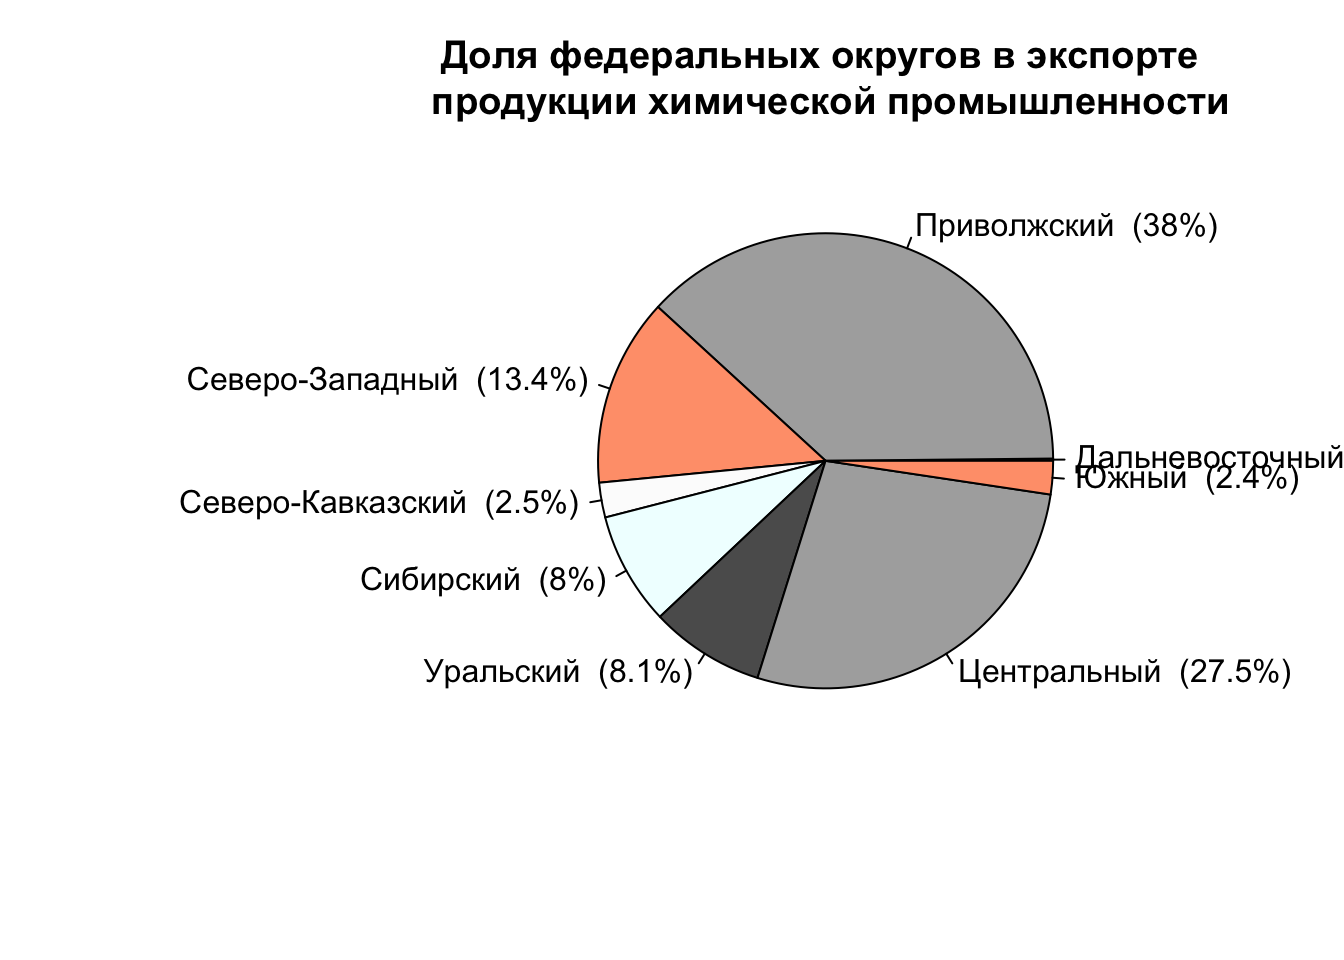 Доля федеральных округов в экспорте
продукции химической промышленности
Приволжский (38%)
Северо-Западный (13.4%)
Дальневосточный
Южный (2.4%)
Северо-Кавказский (2.5%)
Сибирский (8%)
Уральский (8.1%)
Центральный (27.5%)